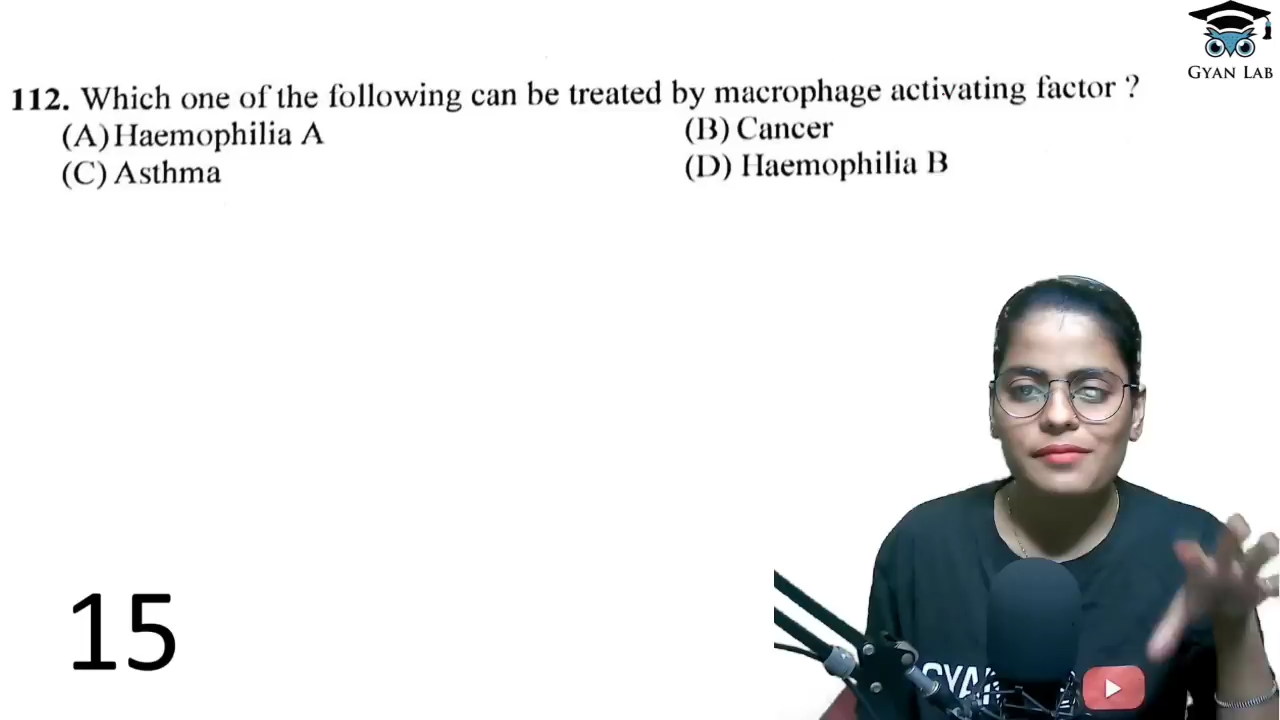 GYAN LAB
112. Which one of the following can be treated by macrophage activating factor ?
(A) Haemophilia A (B) Cancer
(C) Asthma (D) Haemophilia B
15
GYAN